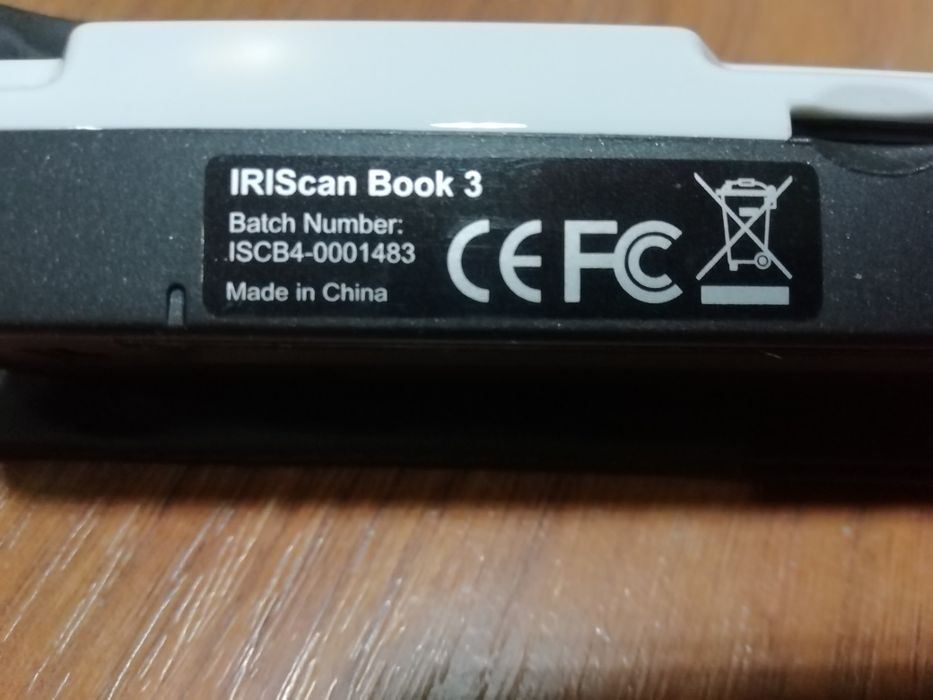 IRIScan Book 3
Batch Number:
ISCB4-0001483
Made in China
CE FC